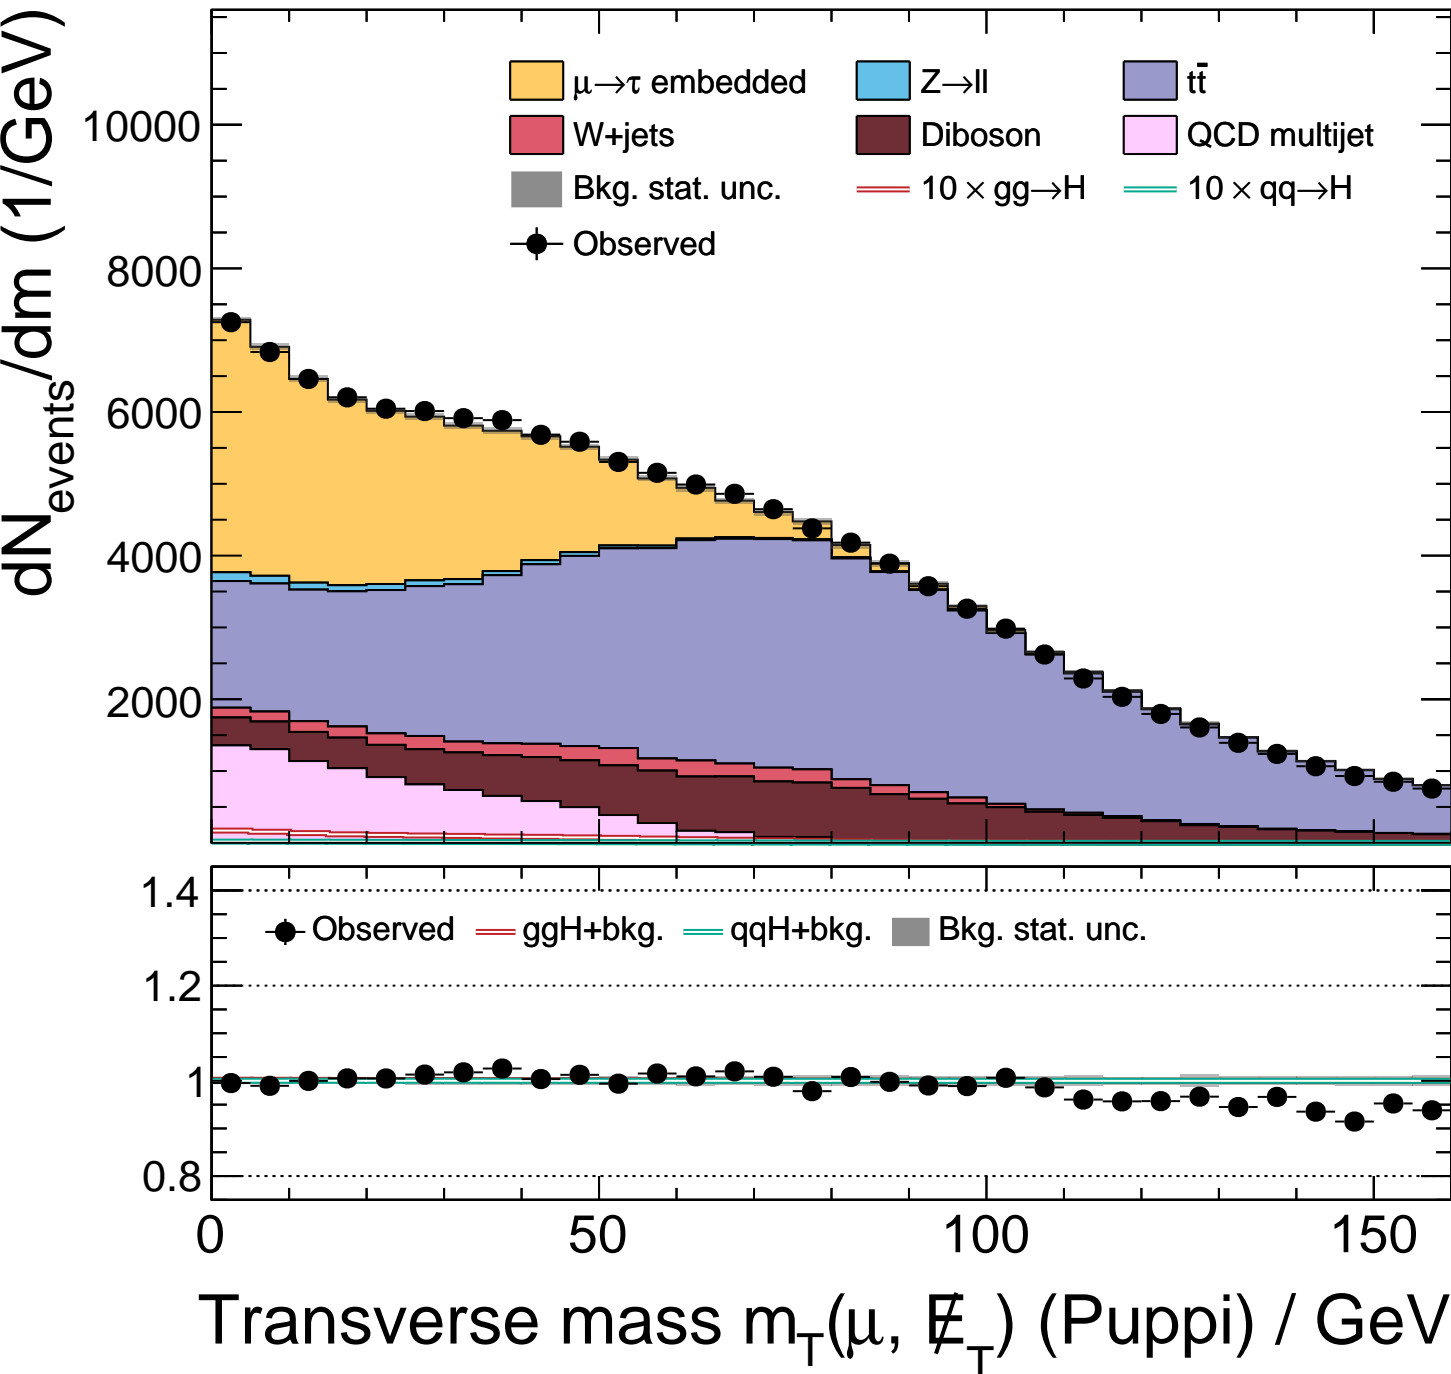 dN_events/dm (1/GeV)
μ→τ embedded Z→ll tt̄
W+jets Diboson QCD multijet
Bkg. stat. unc. 10 × gg→H 10 × qq→H
Observed
10000
8000
6000
4000
2000
1.4
Observed ggH+bkg. qqH+bkg. Bkg. stat. unc.
1.2
1
0.8
0 50 100 150
Transverse mass m_T(μ, E̸_T) (Puppi) / GeV